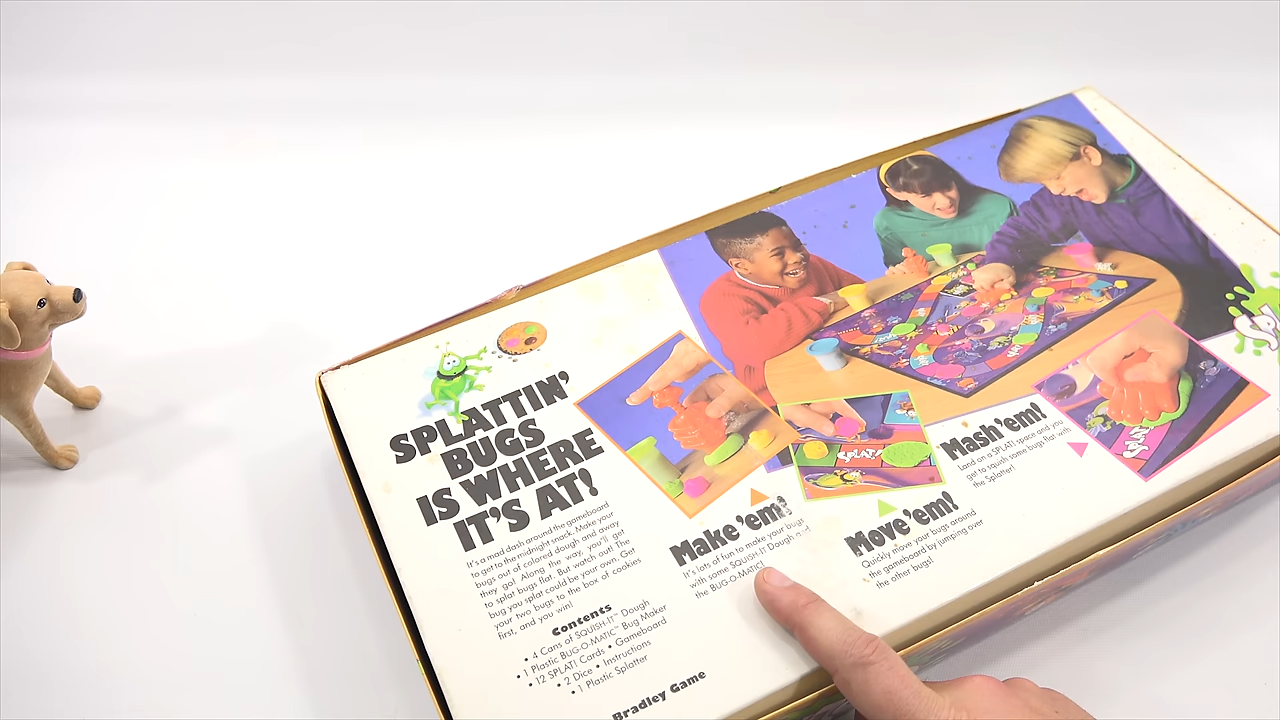 SPLATTIN'
BUGS
IS WHERE
IT'S AT!
It's a mad dash around the gameboard
to get to the midnight snack. Make your
bugs out of colored dough and away
they go! Along the way, you'll get
to splat bugs flat. But watch out! The
bug you splat could be your own. Get
your two bugs to the box of cookies
first, and you win!
Contents
• 4 Cans of SQUISH-IT™ Dough
• 1 Plastic BUG-O-MATIC™ Bug Maker
• 12 SPLAT! Cards • Gameboard
• 2 Dice • Instructions
• 1 Plastic Splatter
Bradley Game
Make 'em!
It's lots of fun to make your bugs
with some SQUISH-IT Dough and
the BUG-O-MATIC!
SPLAT!
Move 'em!
Quickly move your bugs around
the gameboard by jumping over
the other bugs!
Mash 'em!
Land on a SPLAT! space and you
get to squish some bug flat with
the Splatter!